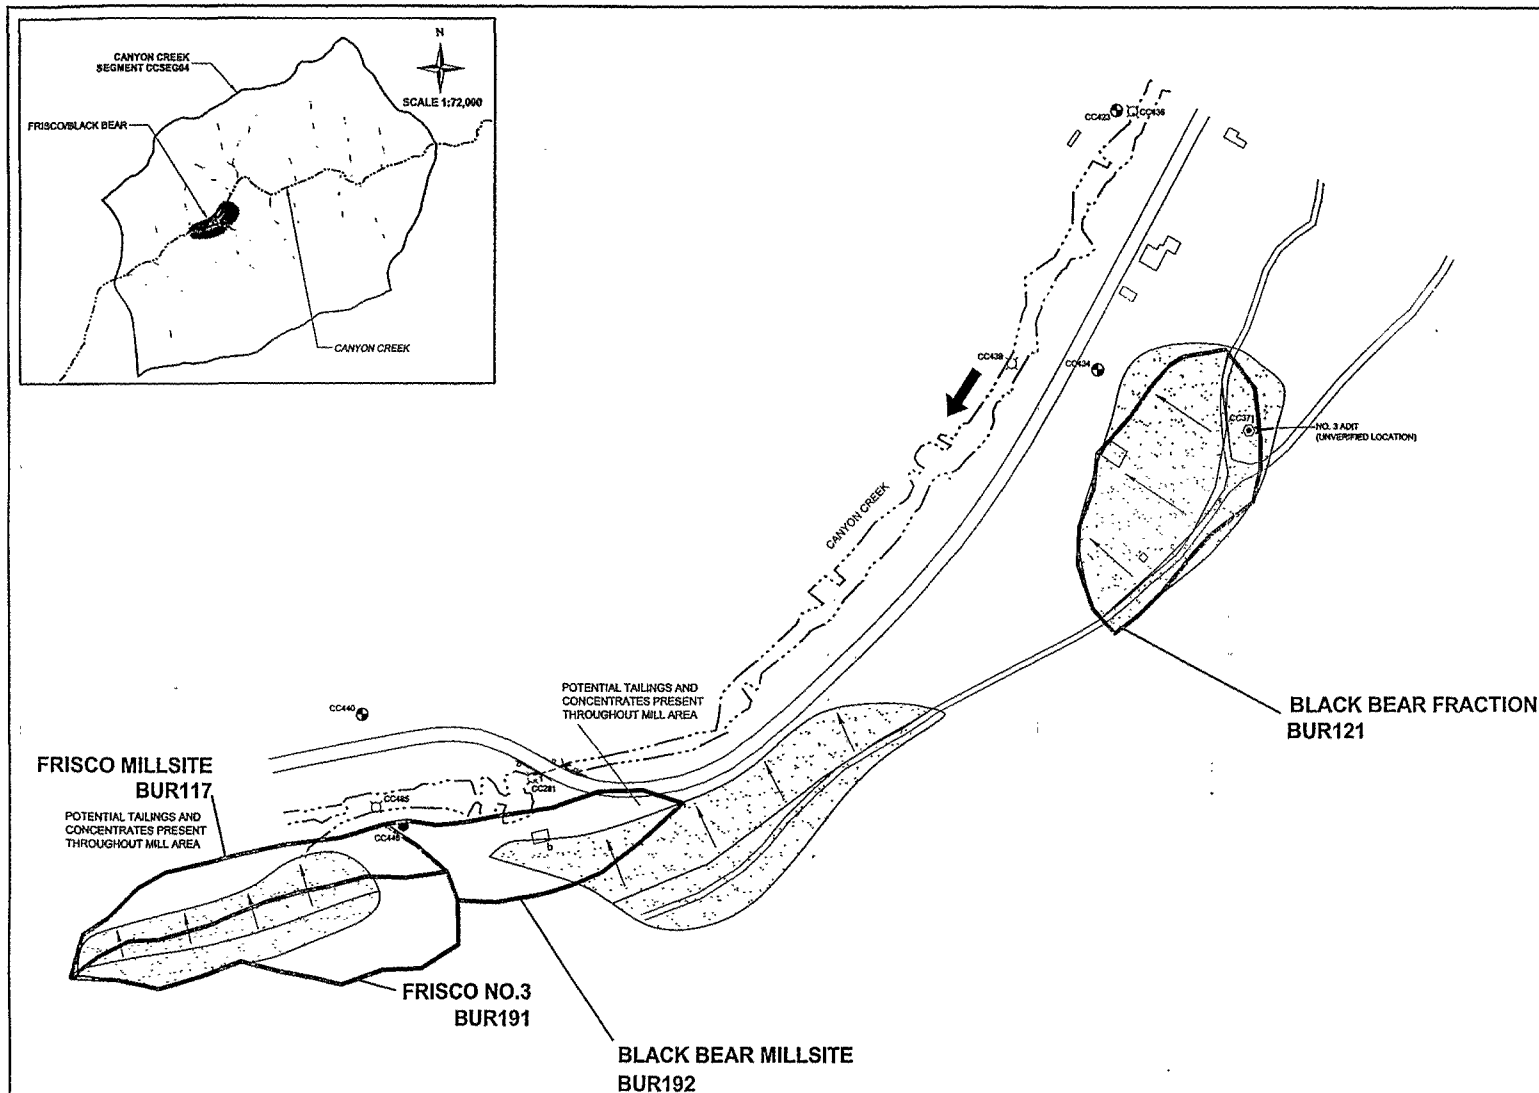 CANYON CREEK
SEGMENT CCSEG04
N
SCALE 1:72,000
FRISCO/BLACK BEAR
CANYON CREEK
CC423
CC436
CC439
CC434
CC371
NO. 3 ADIT
(UNVERIFIED LOCATION)
CANYON CREEK
BLACK BEAR FRACTION
BUR121
POTENTIAL TAILINGS AND
CONCENTRATES PRESENT
THROUGHOUT MILL AREA
CC440
FRISCO MILLSITE
BUR117
CC281
CC485
POTENTIAL TAILINGS AND
CONCENTRATES PRESENT
THROUGHOUT MILL AREA
FRISCO NO.3
BUR191
BLACK BEAR MILLSITE
BUR192